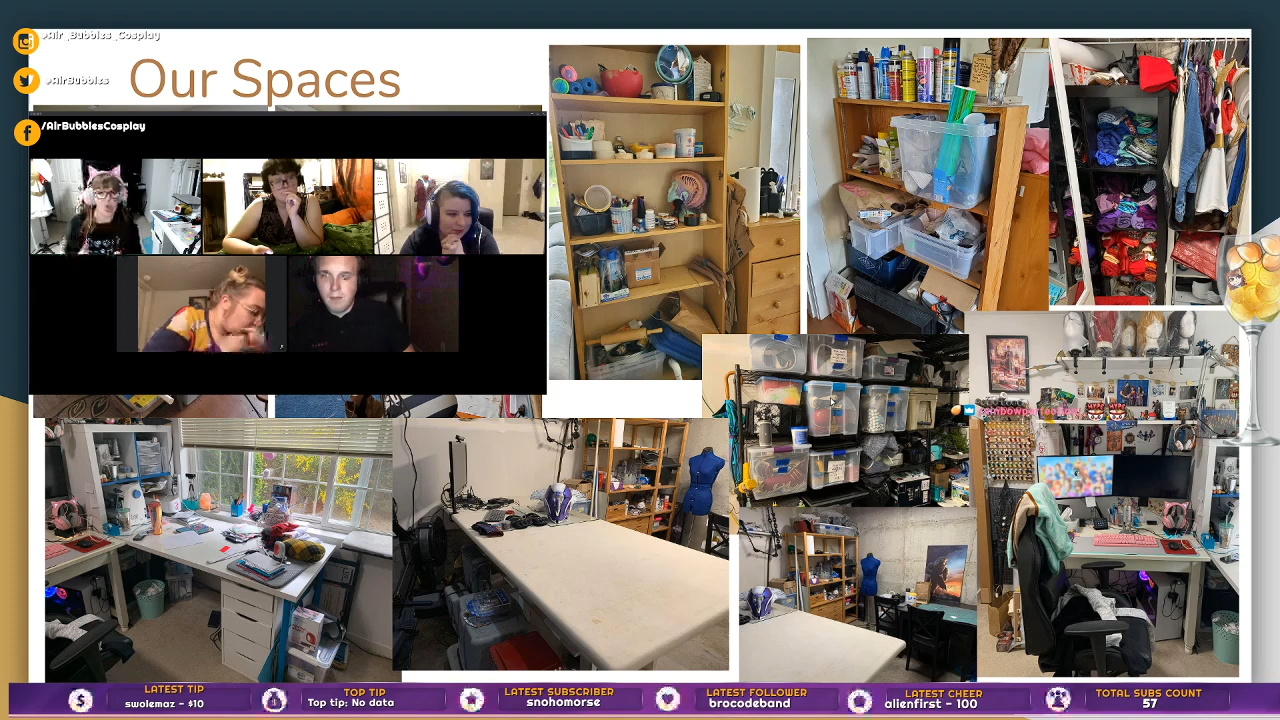 @Air_Bubbles_Cosplay
@AirBubbles
/AirBubblesCosplay
Our Spaces
LATEST TIP
swolemaz - $10
TOP TIP
Top tip: No data
LATEST SUBSCRIBER
snohomorse
LATEST FOLLOWER
brocodeband
LATEST CHEER
alienfirst - 100
TOTAL SUBS COUNT
57